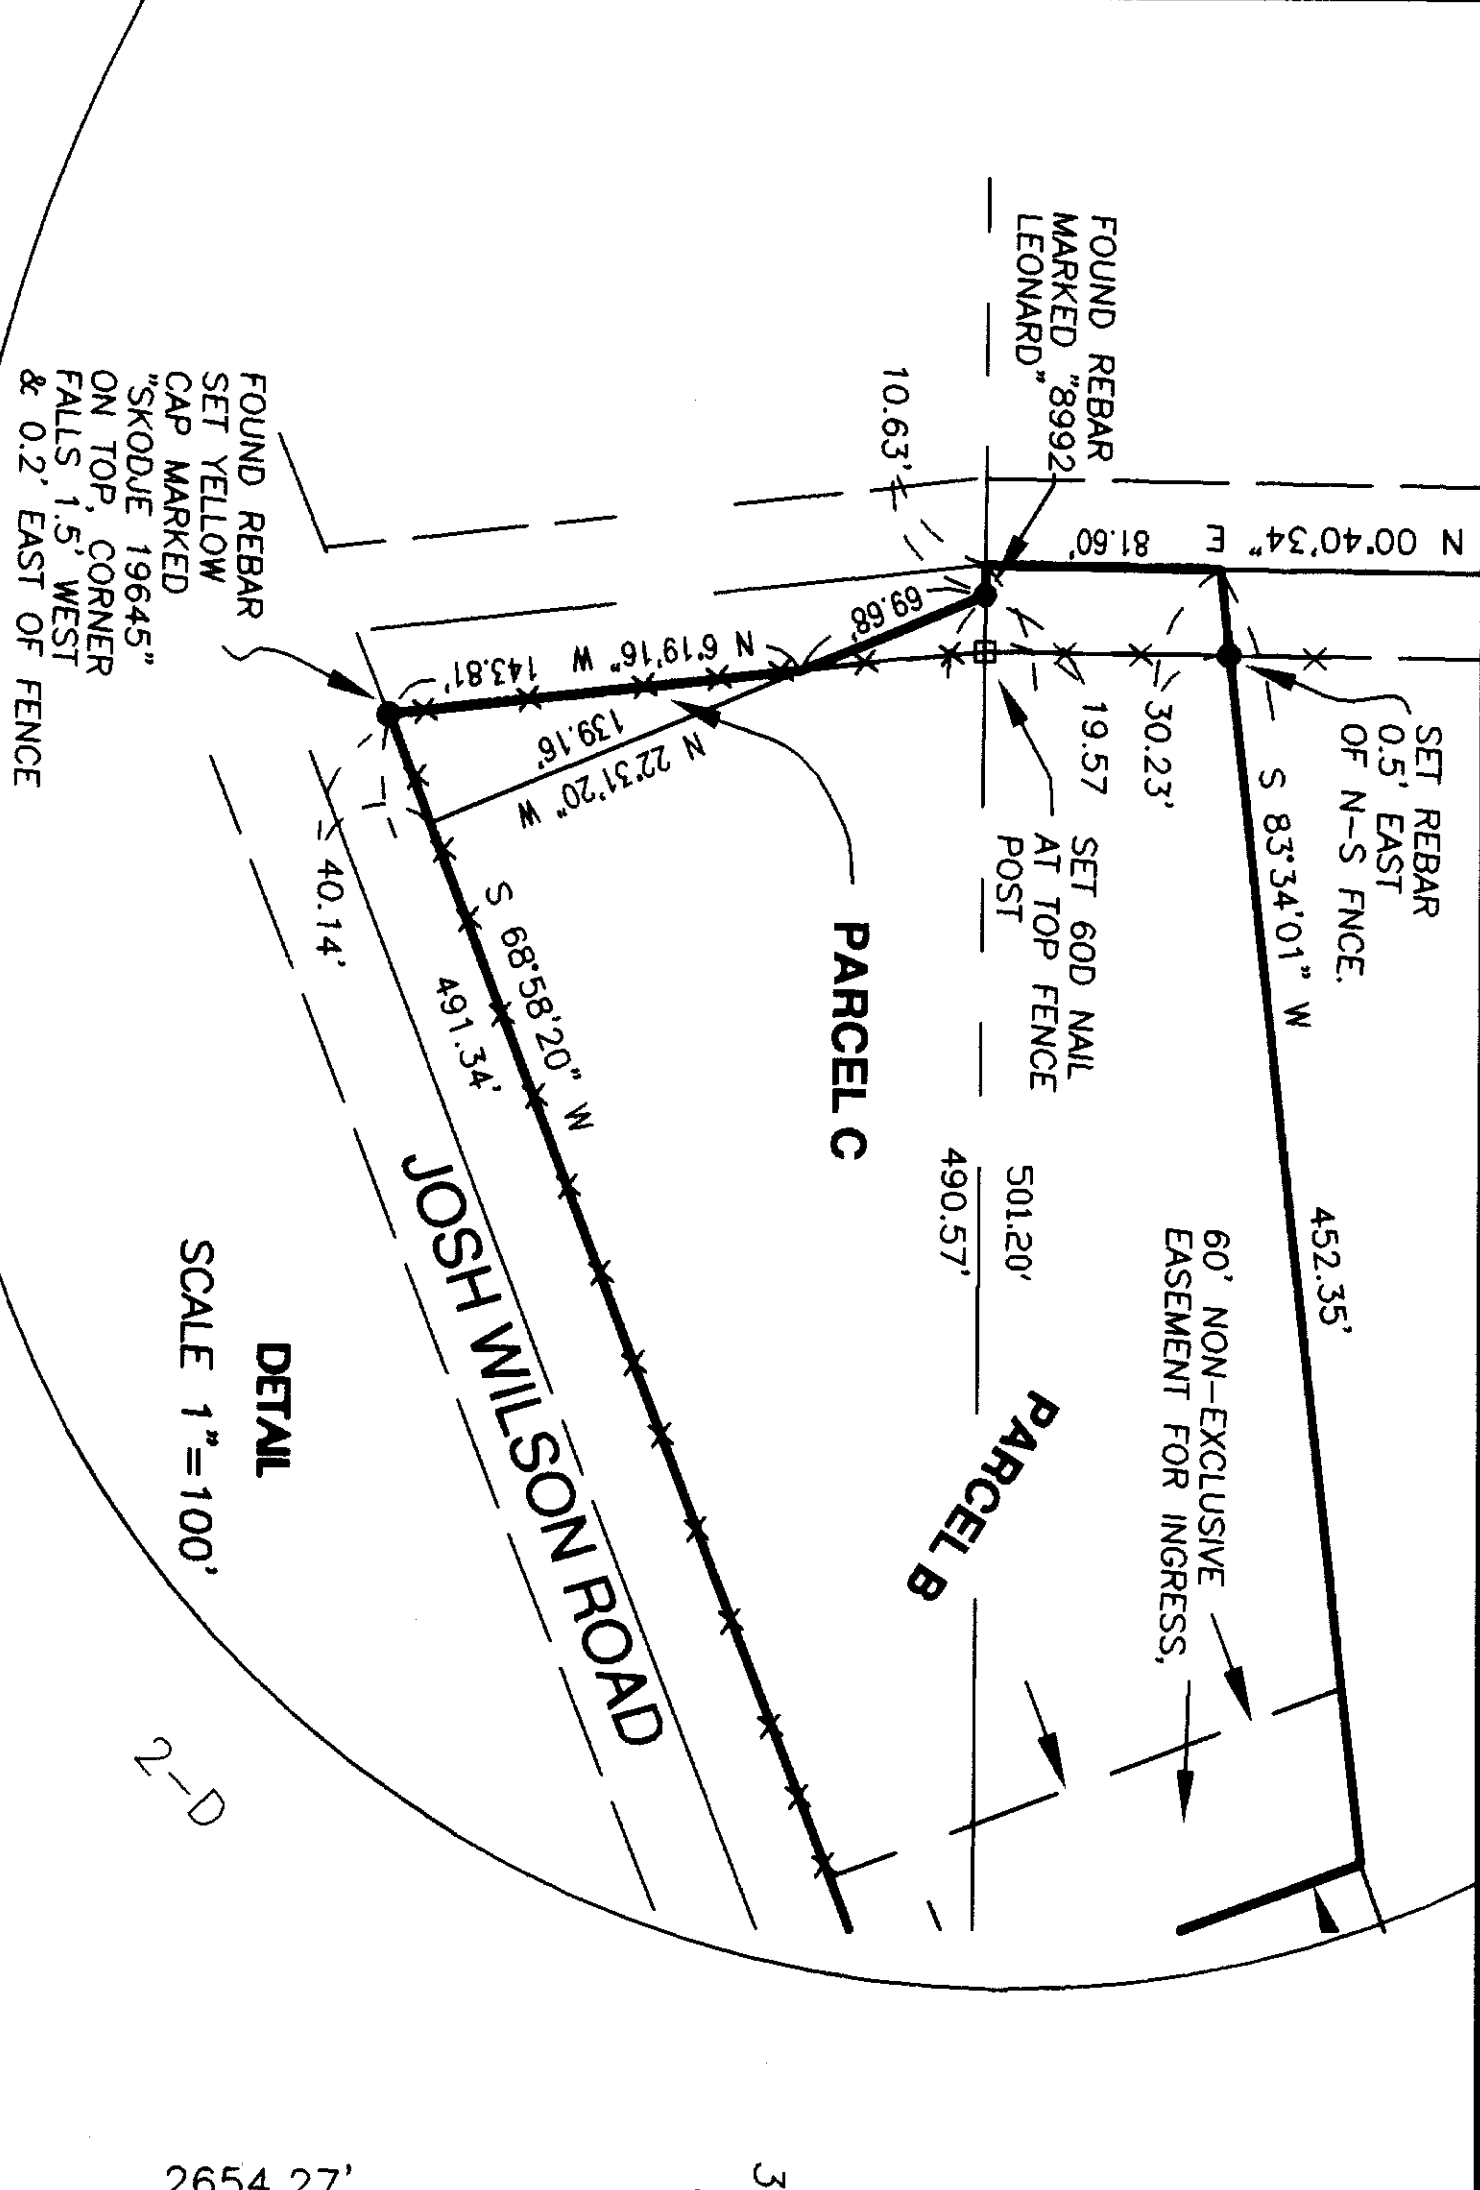 SET REBAR
0.5' EAST
OF N-S FNCE.
N 00°40'34" E
81.60'
FOUND REBAR
MARKED "8992
LEONARD"
10.63'
S 83°34'01" W
452.35'
30.23'
19.57
SET 60D NAIL
AT TOP FENCE
POST
60' NON-EXCLUSIVE
EASEMENT FOR INGRESS,
501.20'
490.57'
PARCEL B
PARCEL C
69.68'
N 6°19'16" W
143.81'
N 22°31'20" W
139.16'
S 68°58'20" W
491.34'
40.14'
JOSH WILSON ROAD
FOUND REBAR
SET YELLOW
CAP MARKED
"SKODJE 19645"
ON TOP, CORNER
FALLS 1.5' WEST
& 0.2' EAST OF FENCE
DETAIL
SCALE 1"=100'
2-D
2654.27'
3